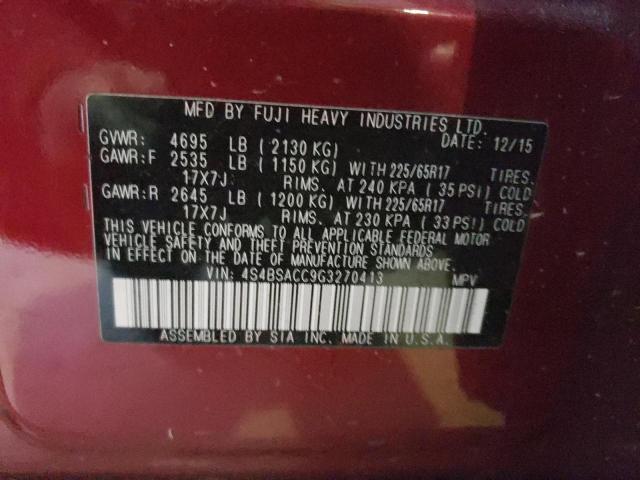 MFD BY FUJI HEAVY INDUSTRIES LTD.
GVWR: 4695 LB (2130 KG) DATE: 12/15
GAWR:F 2535 LB (1150 KG) WITH 225/65R17 TIRES.
17X7J RIMS. AT 240 KPA (35 PSI) COLD
GAWR:R 2645 LB (1200 KG) WITH 225/65R17 TIRES.
17X7J RIMS. AT 230 KPA (33 PSI) COLD
THIS VEHICLE CONFORMS TO ALL APPLICABLE FEDERAL MOTOR
VEHICLE SAFETY AND THEFT PREVENTION STANDARDS
IN EFFECT ON THE DATE OF MANUFACTURE SHOWN ABOVE.
VIN: 4S4BSACC9G3270413 MPV
ASSEMBLED BY SIA INC. MADE IN U.S.A.